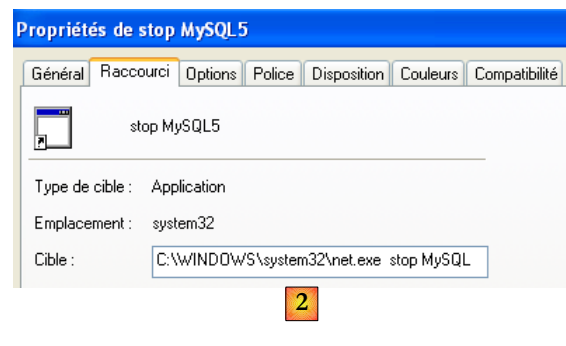 Propriétés de stop MySQL5
Général Raccourci Options Police Disposition Couleurs Compatibilité
stop MySQL5
Type de cible : Application
Emplacement : system32
Cible : C:\WINDOWS\system32\net.exe stop MySQL
2